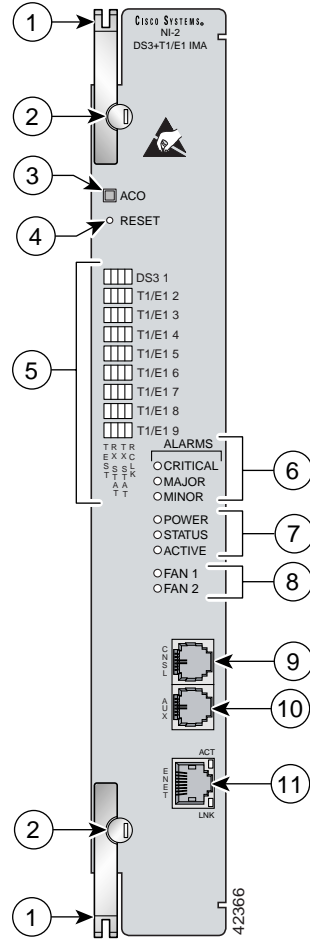 1
CISCO SYSTEMS®
NI-2
DS3+T1/E1 IMA
2
3
ACO
4
RESET
5
DS3 1
T1/E1 2
T1/E1 3
T1/E1 4
T1/E1 5
T1/E1 6
T1/E1 7
T1/E1 8
T1/E1 9
TEST
RX STAT
TX STAT
RCLK
ALARMS
CRITICAL
MAJOR
MINOR
6
POWER
STATUS
ACTIVE
7
FAN 1
FAN 2
8
CNSL
9
AUX
10
ACT
ENET
11
LNK
2
1
42366